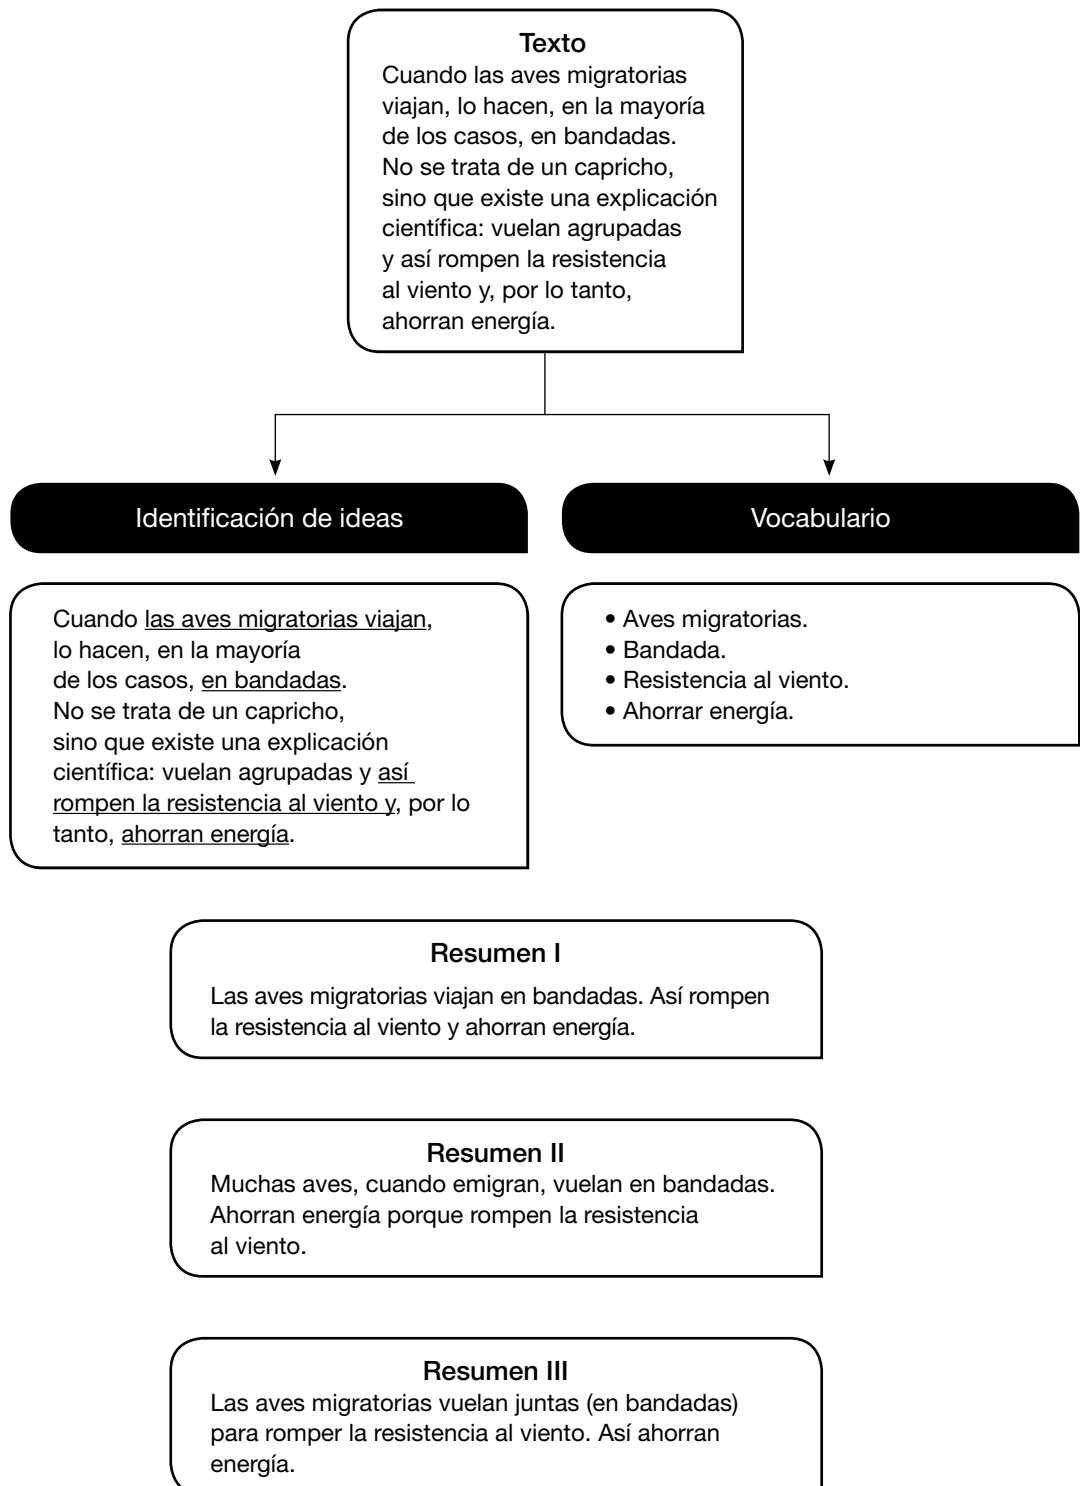 Texto
Cuando las aves migratorias
viajan, lo hacen, en la mayoría
de los casos, en bandadas.
No se trata de un capricho,
sino que existe una explicación
científica: vuelan agrupadas
y así rompen la resistencia
al viento y, por lo tanto,
ahorran energía.
Identificación de ideas
Cuando las aves migratorias viajan,
lo hacen, en la mayoría
de los casos, en bandadas.
No se trata de un capricho,
sino que existe una explicación
científica: vuelan agrupadas y así
rompen la resistencia al viento y, por lo
tanto, ahorran energía.
Vocabulario
• Aves migratorias.
• Bandada.
• Resistencia al viento.
• Ahorrar energía.
Resumen I
Las aves migratorias viajan en bandadas. Así rompen
la resistencia al viento y ahorran energía.
Resumen II
Muchas aves, cuando emigran, vuelan en bandadas.
Ahorran energía porque rompen la resistencia
al viento.
Resumen III
Las aves migratorias vuelan juntas (en bandadas)
para romper la resistencia al viento. Así ahorran
energía.